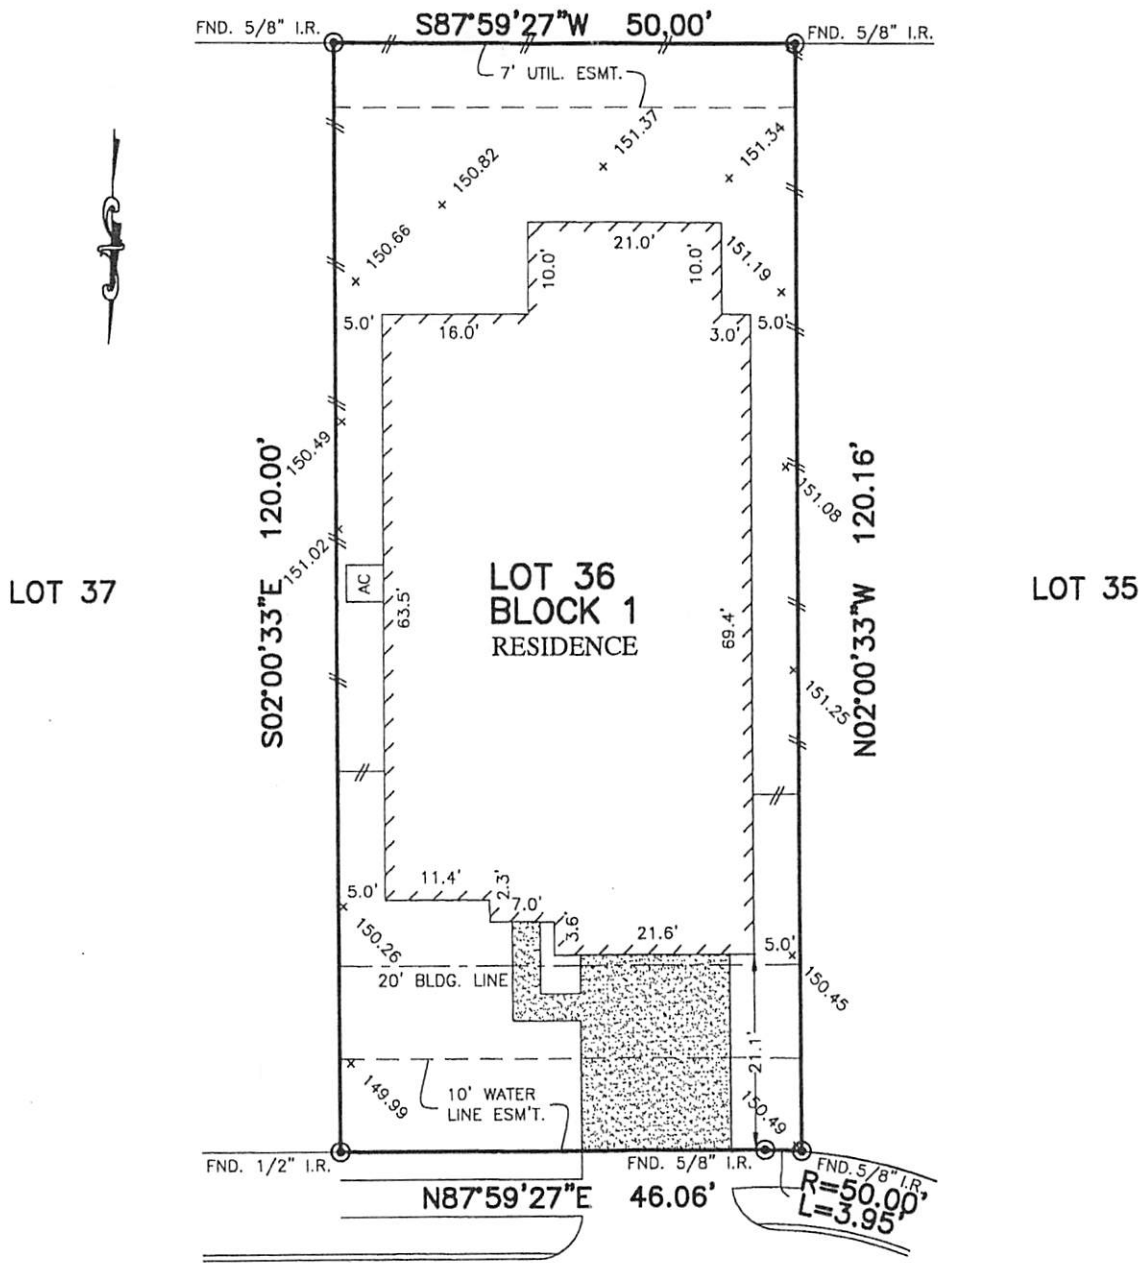 S87°59'27"W 50.00'
FND. 5/8" I.R.
FND. 5/8" I.R.
7' UTIL. ESMT.
151.37
151.34
150.82
150.66
21.0'
10.0'
10.0'
151.19
5.0'
16.0'
3.0'
5.0'
150.49
S02°00'33"E 120.00'
N02°00'33"W 120.16'
151.08
151.02
AC
63.5'
69.4'
LOT 37
LOT 36
BLOCK 1
RESIDENCE
LOT 35
151.25
5.0'
11.4'
2.3'
7.0'
3.6'
21.6'
5.0'
150.26
20' BLDG. LINE
150.45
21.1'
149.99
10' WATER
LINE ESM'T.
150.49
FND. 1/2" I.R.
FND. 5/8" I.R.
FND. 5/8" I.R.
N87°59'27"E 46.06'
R=50.00'
L=3.95'